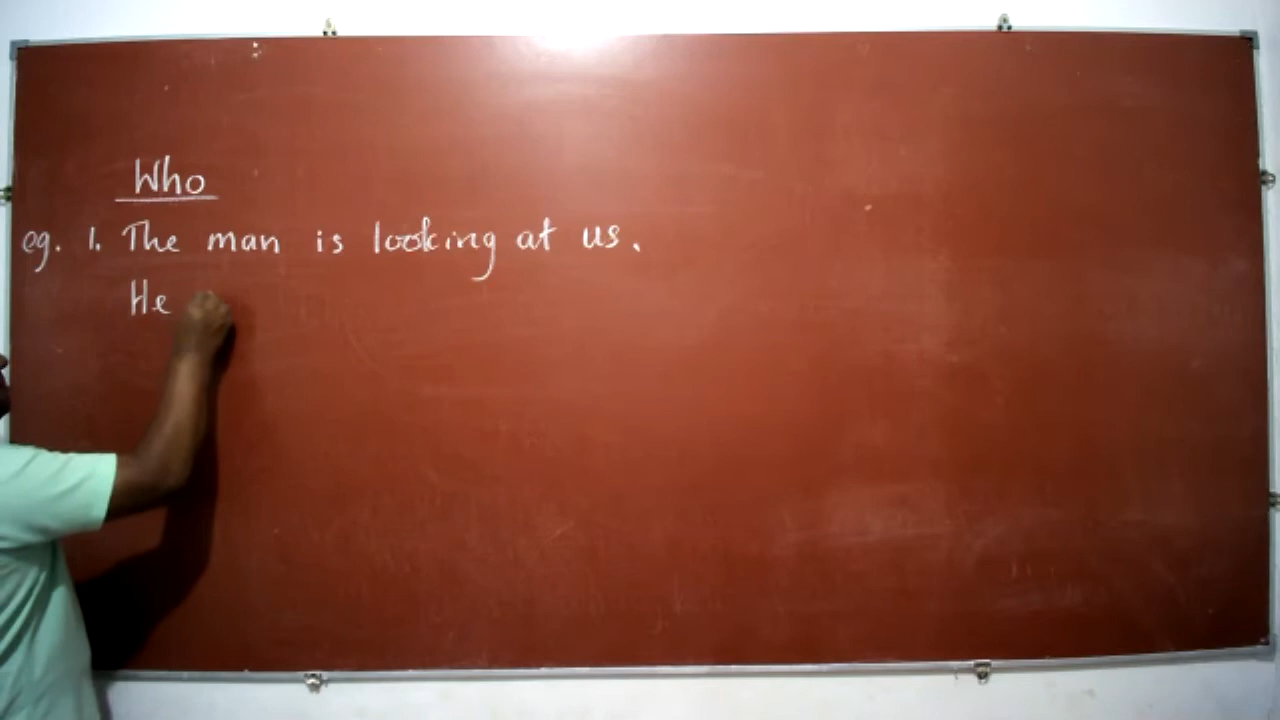 Who
eg. 1. The man is looking at us.
He